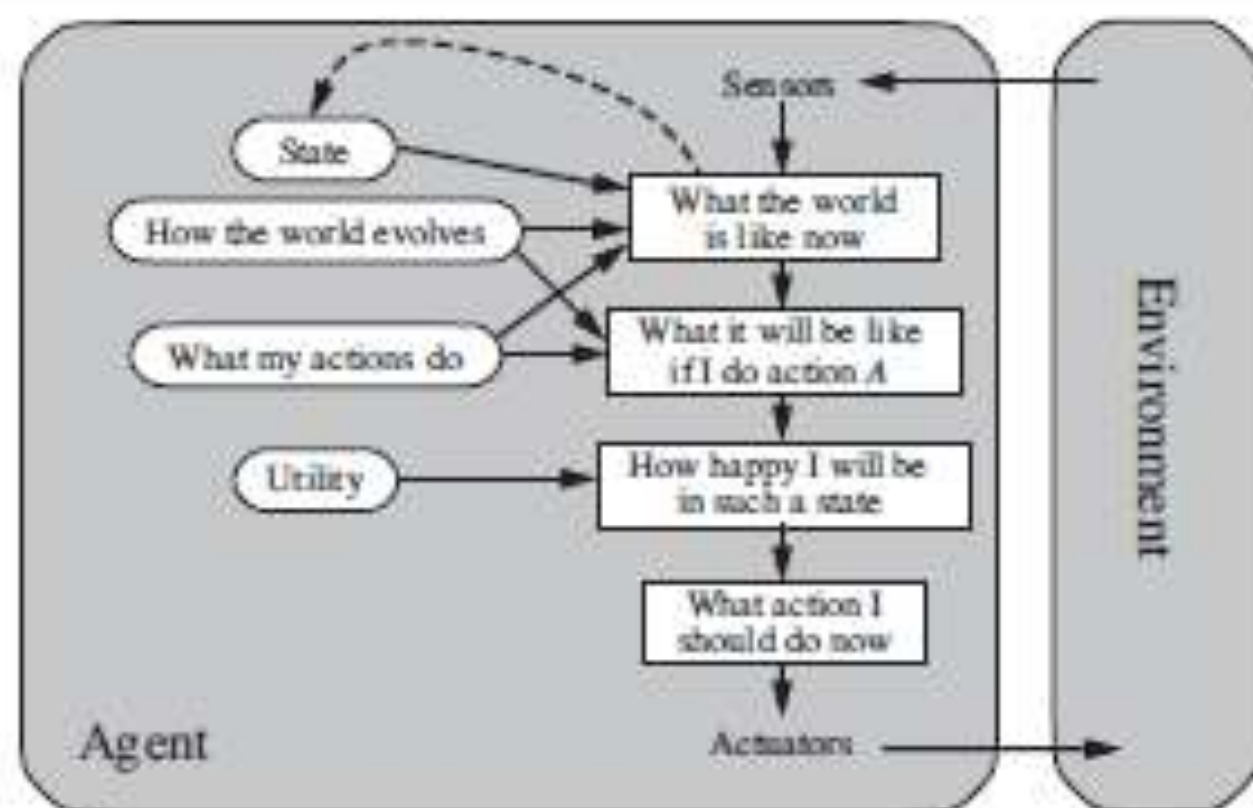 Sensors
State
What the world
is like now
How the world evolves
What it will be like
if I do action A
What my actions do
How happy I will be
in such a state
Utility
What action I
should do now
Agent
Actuators
Environment